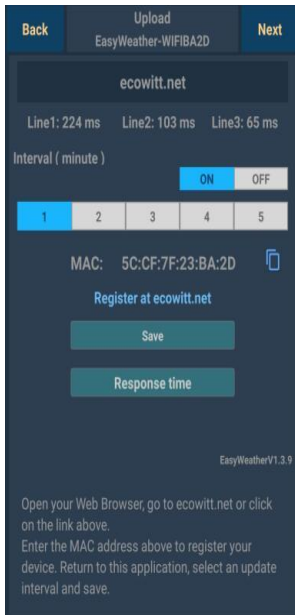 Back Upload Next
EasyWeather-WIFIBA2D
ecowitt.net
Line1: 224 ms Line2: 103 ms Line3: 65 ms
Interval ( minute )
ON OFF
1 2 3 4 5
MAC: 5C:CF:7F:23:BA:2D
Register at ecowitt.net
Save
Response time
EasyWeatherV1.3.9
Open your Web Browser, go to ecowitt.net or click
on the link above.
Enter the MAC address above to register your
device. Return to this application, select an update
interval and save.